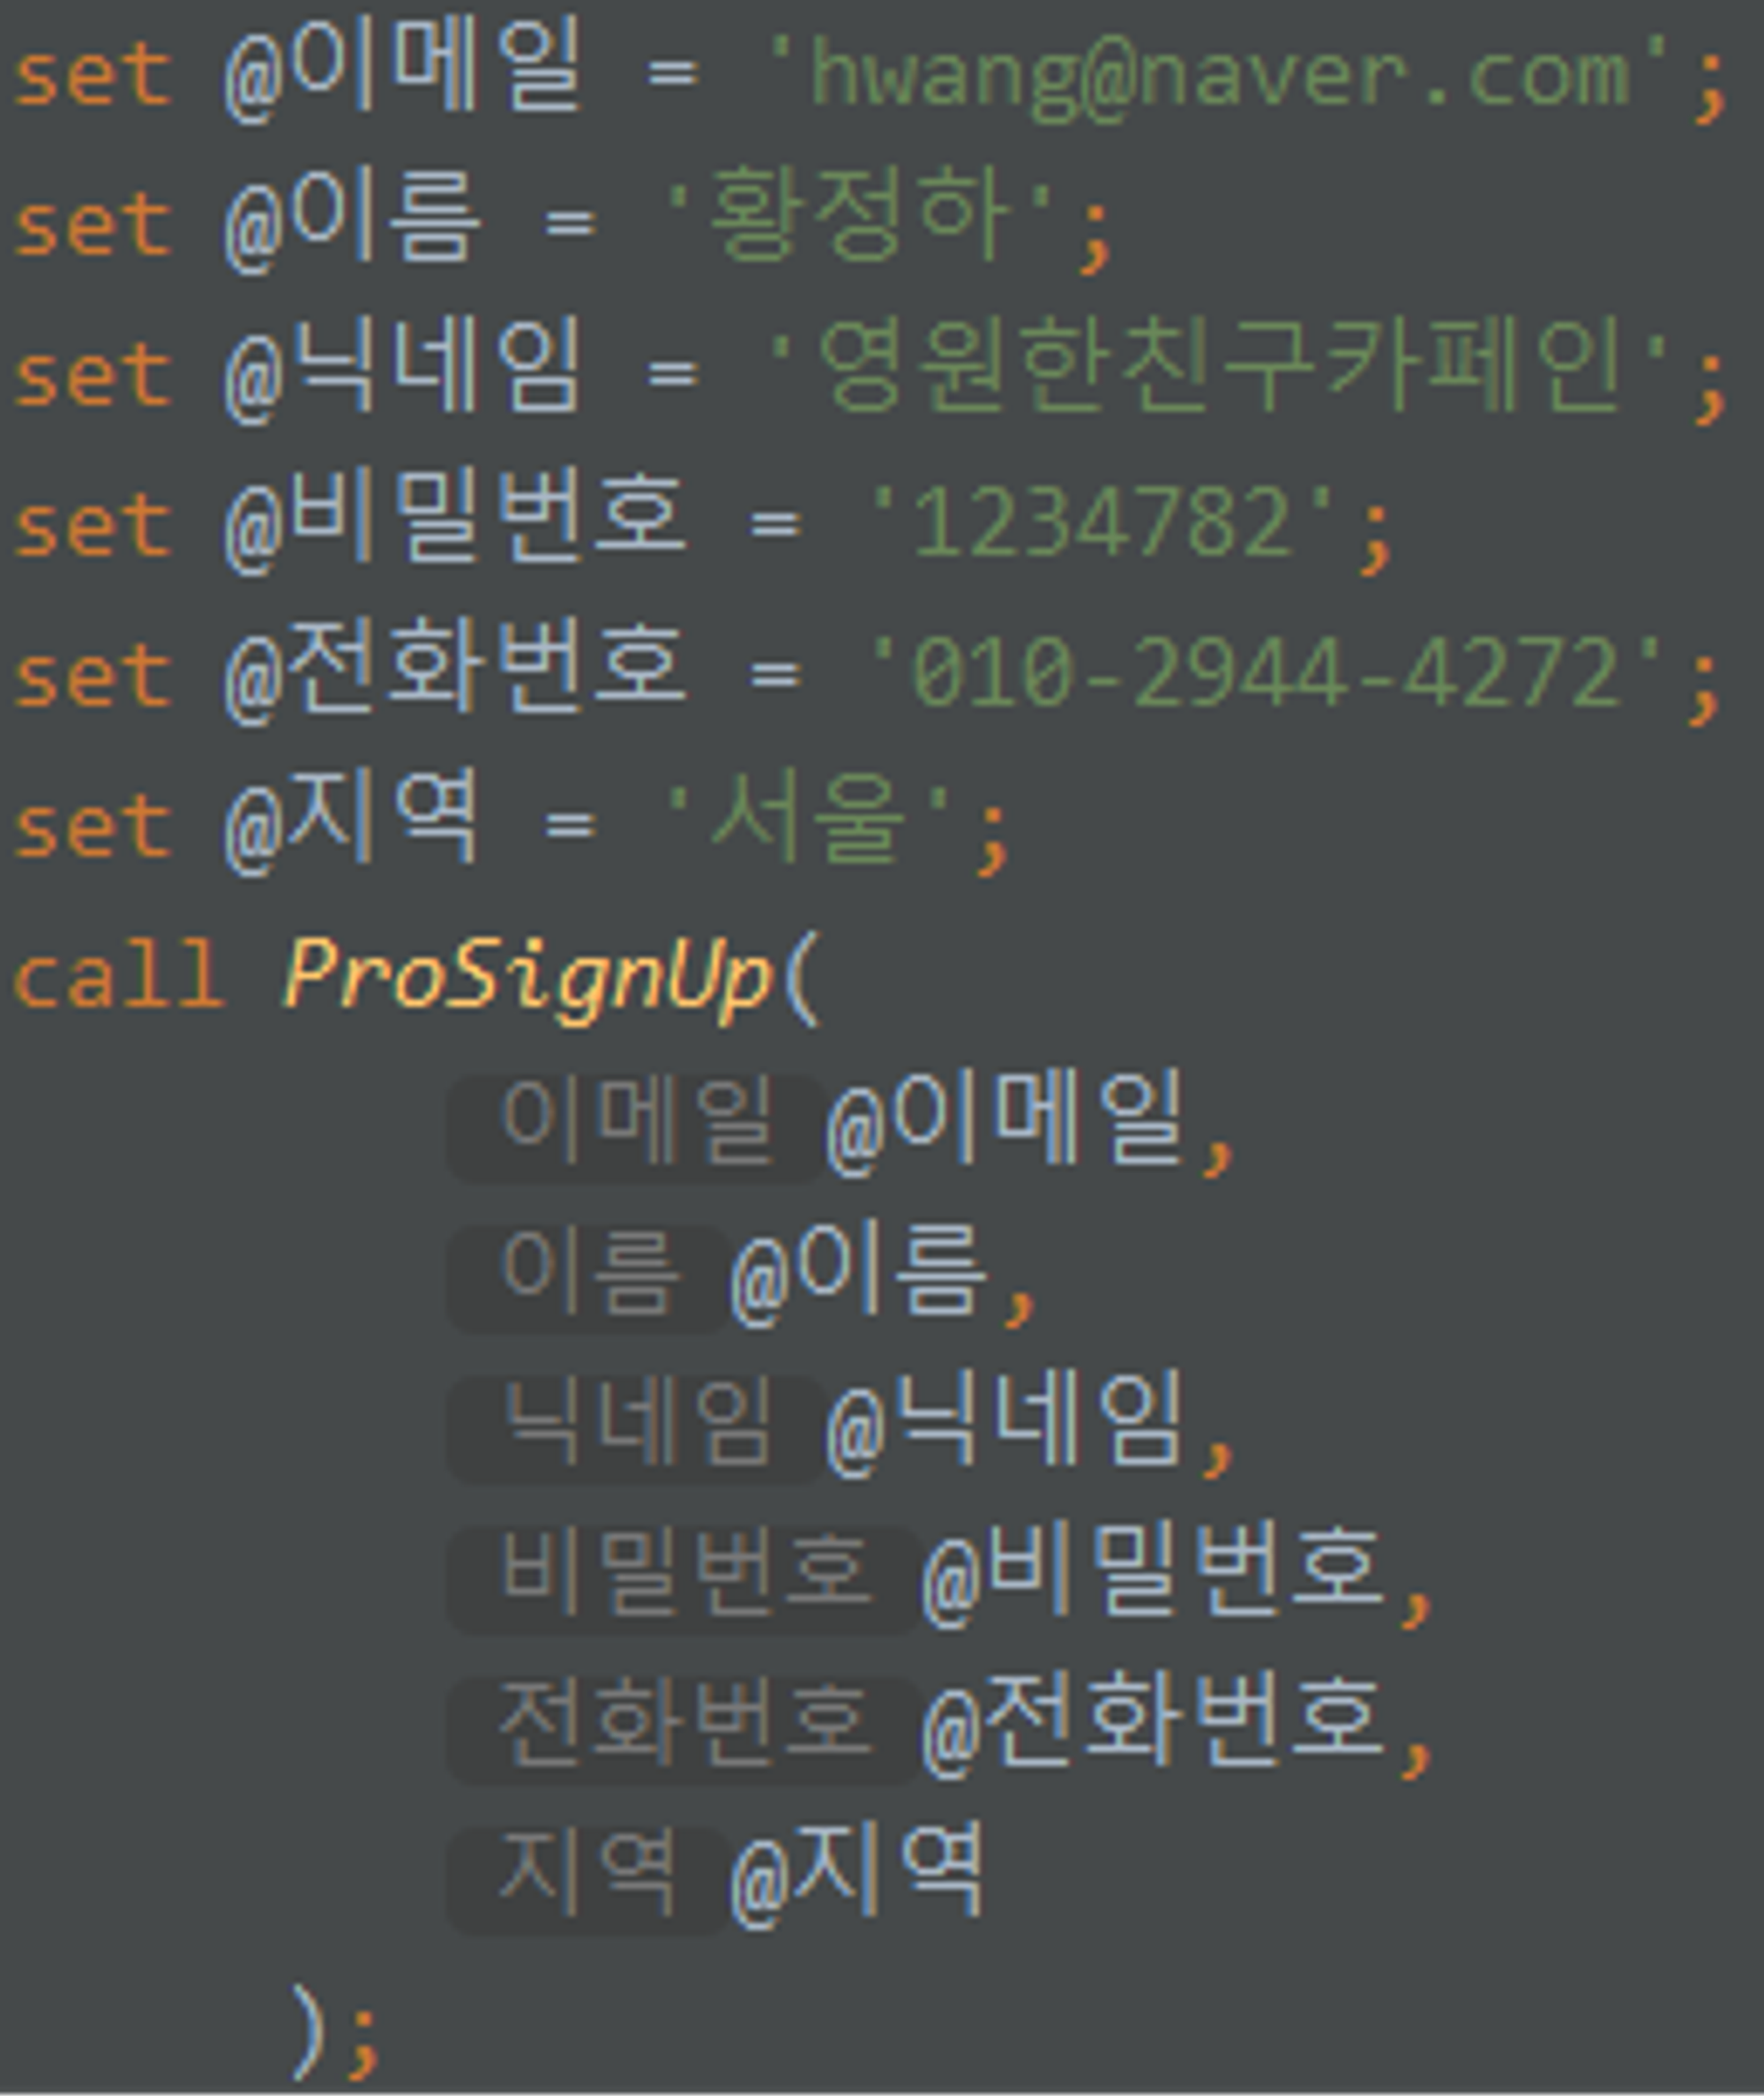 set @이메일 = 'hwang@naver.com';
set @이름 = '황정하';
set @닉네임 = '영원한친구카페인';
set @비밀번호 = '1234782';
set @전화번호 = '010-2944-4272';
set @지역 = '서울';
call ProSignUp(
이메일 @이메일,
이름 @이름,
닉네임 @닉네임,
비밀번호 @비밀번호,
전화번호 @전화번호,
지역 @지역
);